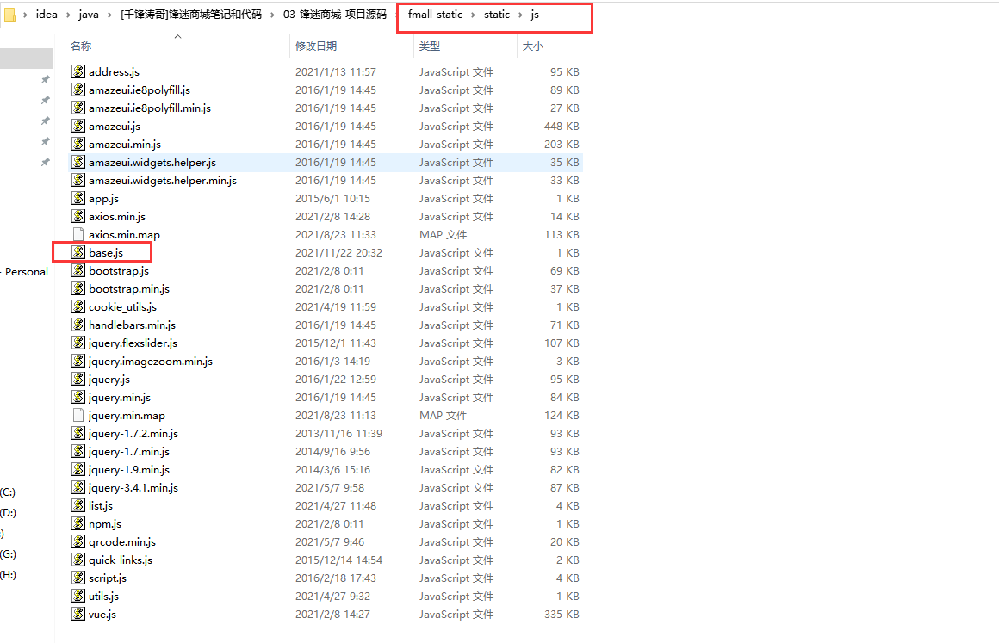 idea > java > [千锋涛哥]锋迷商城笔记和代码 > 03-锋迷商城-项目源码 > fmall-static > static > js
名称 修改日期 类型 大小
address.js 2021/1/13 11:57 JavaScript 文件 95 KB
amazeui.ie8polyfill.js 2016/1/19 14:45 JavaScript 文件 89 KB
amazeui.ie8polyfill.min.js 2016/1/19 14:45 JavaScript 文件 27 KB
amazeui.js 2016/1/19 14:45 JavaScript 文件 448 KB
amazeui.min.js 2016/1/19 14:45 JavaScript 文件 203 KB
amazeui.widgets.helper.js 2016/1/19 14:45 JavaScript 文件 35 KB
amazeui.widgets.helper.min.js 2016/1/19 14:45 JavaScript 文件 33 KB
app.js 2015/6/1 10:15 JavaScript 文件 1 KB
axios.min.js 2021/2/8 14:28 JavaScript 文件 14 KB
axios.min.map 2021/8/23 11:33 MAP 文件 113 KB
base.js 2021/11/22 20:32 JavaScript 文件 1 KB
- Personal bootstrap.js 2021/2/8 0:11 JavaScript 文件 69 KB
bootstrap.min.js 2021/2/8 0:11 JavaScript 文件 37 KB
cookie_utils.js 2021/4/19 11:59 JavaScript 文件 1 KB
handlebars.min.js 2016/1/19 14:45 JavaScript 文件 71 KB
jquery.flexslider.js 2015/12/1 11:43 JavaScript 文件 107 KB
jquery.imagezoom.min.js 2016/1/3 14:19 JavaScript 文件 3 KB
jquery.js 2016/1/22 12:59 JavaScript 文件 95 KB
jquery.min.js 2016/1/19 14:45 JavaScript 文件 84 KB
jquery.min.map 2021/8/23 11:13 MAP 文件 124 KB
jquery-1.7.2.min.js 2013/11/16 11:39 JavaScript 文件 93 KB
jquery-1.7.min.js 2014/9/16 9:56 JavaScript 文件 93 KB
jquery-1.9.min.js 2014/3/6 15:16 JavaScript 文件 82 KB
(C:) jquery-3.4.1.min.js 2021/5/7 9:58 JavaScript 文件 87 KB
(D:) list.js 2021/4/27 11:48 JavaScript 文件 4 KB
npm.js 2021/2/8 0:11 JavaScript 文件 1 KB
:) qrcode.min.js 2021/5/7 9:46 JavaScript 文件 20 KB
(G:) quick_links.js 2015/12/14 14:54 JavaScript 文件 2 KB
(H:) script.js 2016/2/18 17:43 JavaScript 文件 4 KB
utils.js 2021/4/27 9:32 JavaScript 文件 1 KB
vue.js 2021/2/8 14:27 JavaScript 文件 335 KB